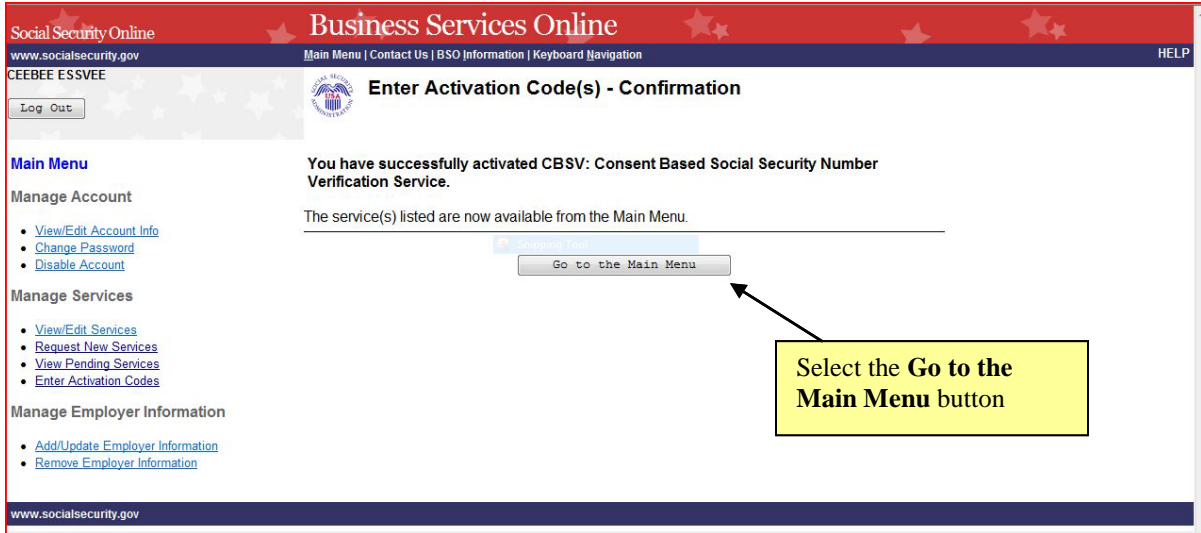 Social Security Online
Business Services Online
www.socialsecurity.gov
Main Menu | Contact Us | BSO Information | Keyboard Navigation
HELP
CEEBEE ESSVEE
Log Out
SOCIAL SECURITY ADMINISTRATION
USA
Enter Activation Code(s) - Confirmation
Main Menu
Manage Account
• View/Edit Account Info
• Change Password
• Disable Account
Manage Services
• View/Edit Services
• Request New Services
• View Pending Services
• Enter Activation Codes
Manage Employer Information
• Add/Update Employer Information
• Remove Employer Information
You have successfully activated CBSV: Consent Based Social Security Number
Verification Service.
The service(s) listed are now available from the Main Menu.
Snipping Tool
Go to the Main Menu
Select the Go to the
Main Menu button
www.socialsecurity.gov